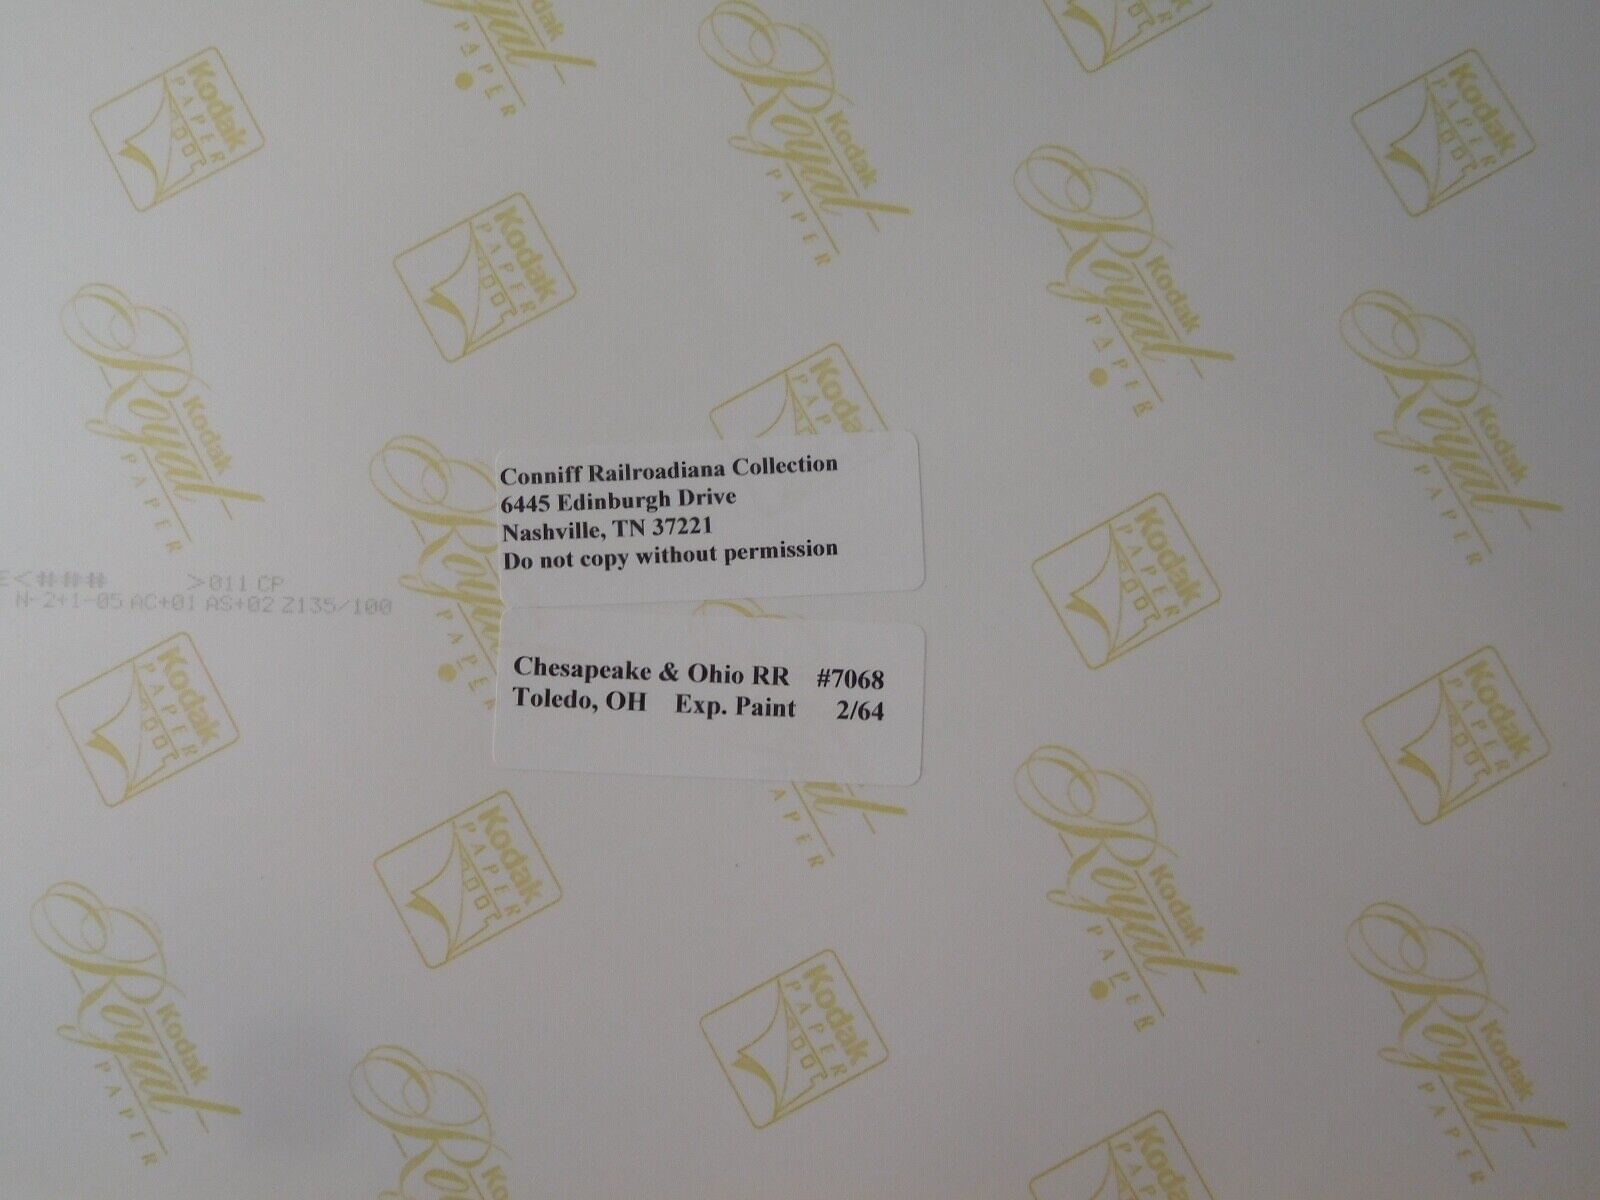 Conniff Railroadiana Collection
6445 Edinburgh Drive
Nashville, TN 37221
Do not copy without permission
E<### >011 CP
N-2+1-05 AC+01 AS+02 Z135/100
Chesapeake & Ohio RR #7068
Toledo, OH Exp. Paint 2/64
Kodak
PAPER
Kodak
Royal
PAPER